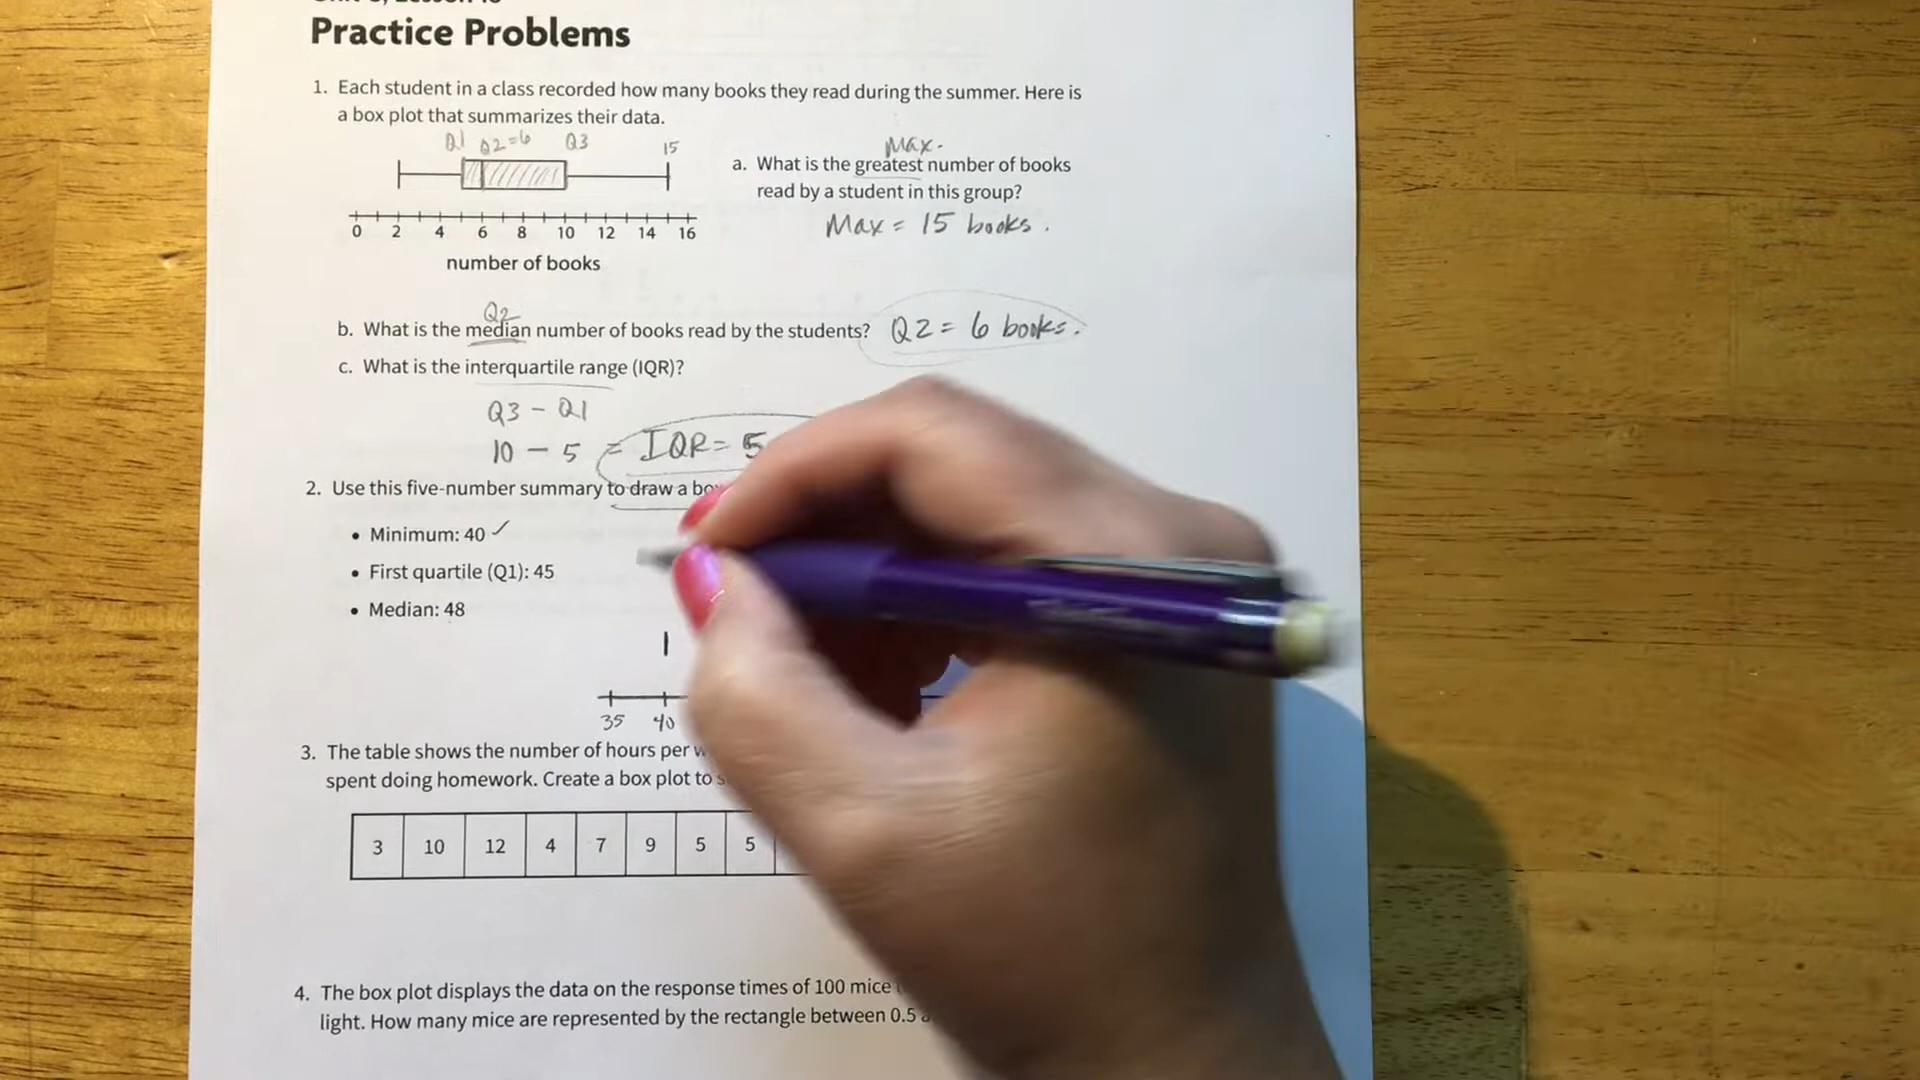 Practice Problems
1. Each student in a class recorded how many books they read during the summer. Here is
a box plot that summarizes their data.
Q1 Q2=6 Q3 15
Max.
a. What is the greatest number of books
read by a student in this group?
Max = 15 books.
0 2 4 6 8 10 12 14 16
number of books
Q2
b. What is the median number of books read by the students? Q2 = 6 books.
c. What is the interquartile range (IQR)?
Q3 - Q1
10 - 5 = IQR = 5
2. Use this five-number summary to draw a
• Minimum: 40 ✓
• First quartile (Q1): 45
• Median: 48
35 40
3. The table shows the number of hours per
spent doing homework. Create a box plot to
3 10 12 4 7 9 5 5
4. The box plot displays the data on the response times of 100 mice
light. How many mice are represented by the rectangle between 0.5